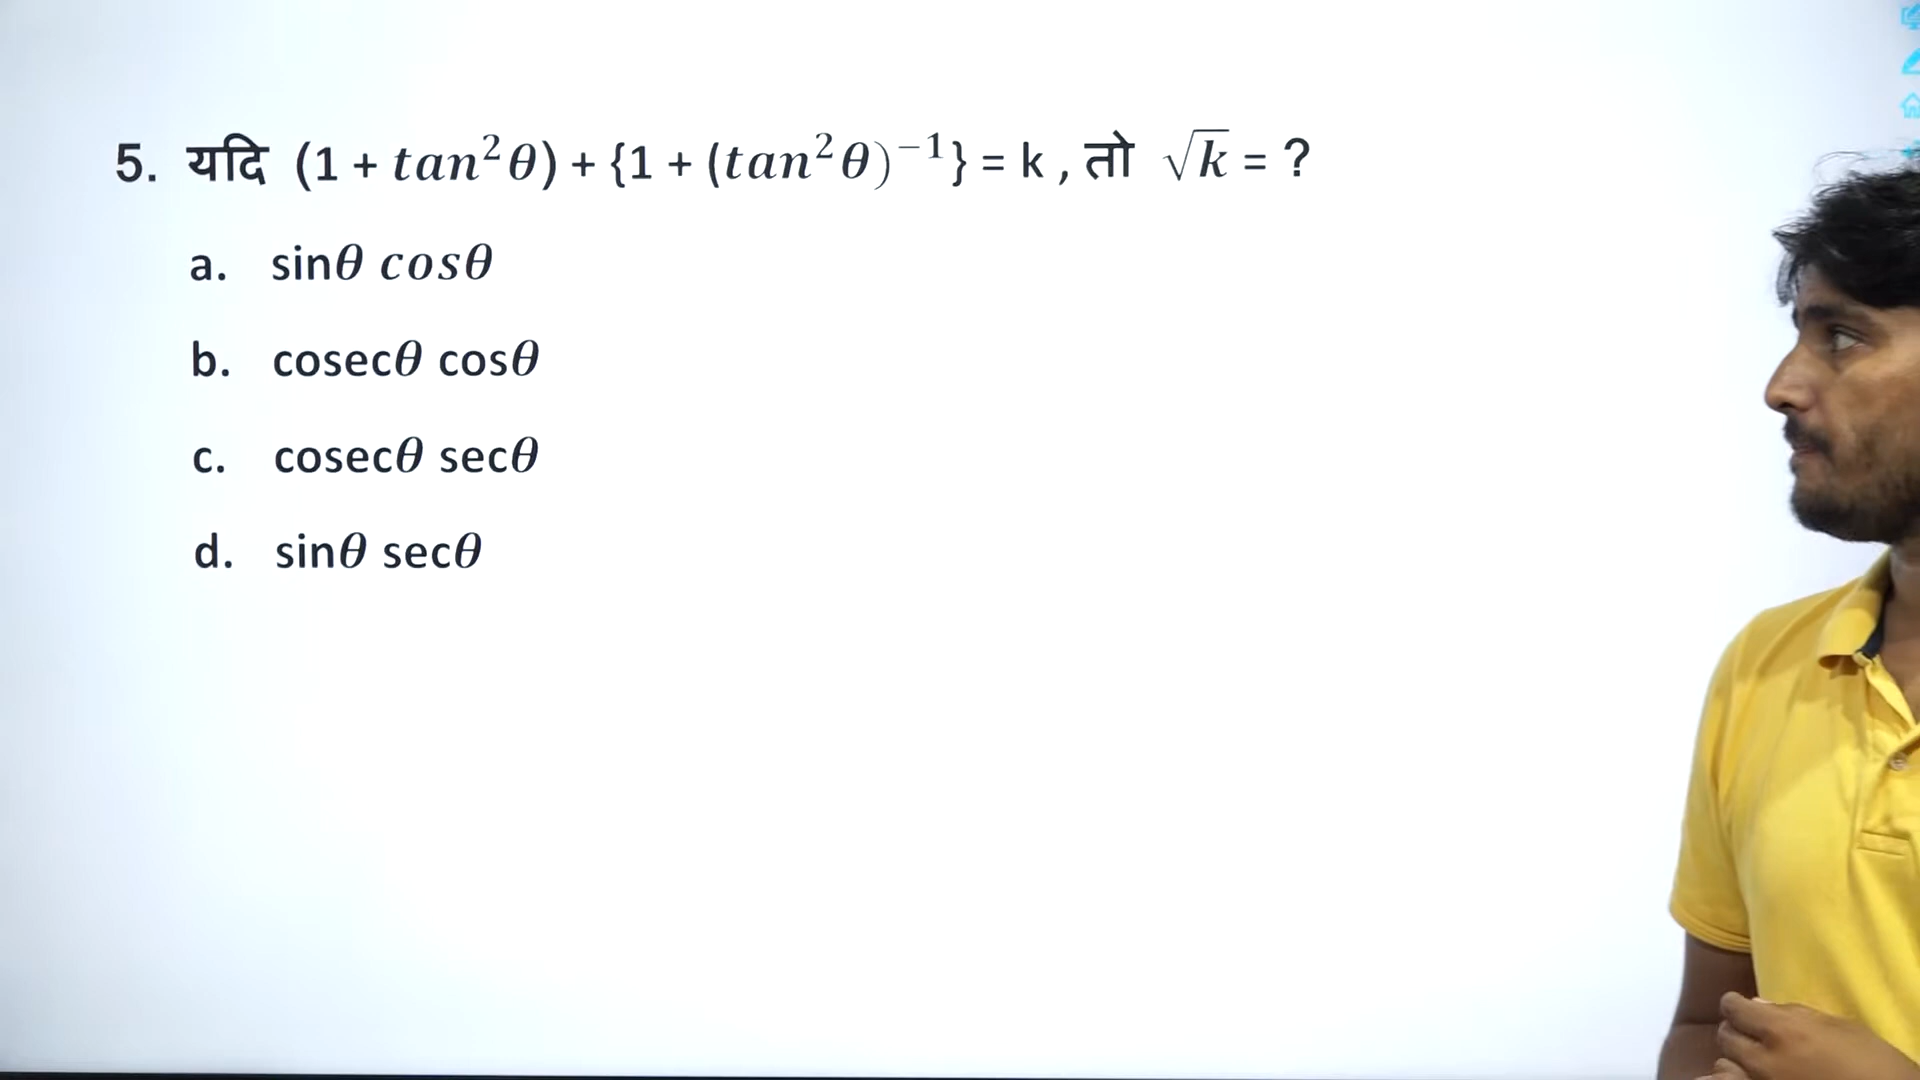 5. यदि (1 + tan²θ) + {1 + (tan²θ)⁻¹} = k , तो √k = ?
a. sinθ cosθ
b. cosecθ cosθ
c. cosecθ secθ
d. sinθ secθ